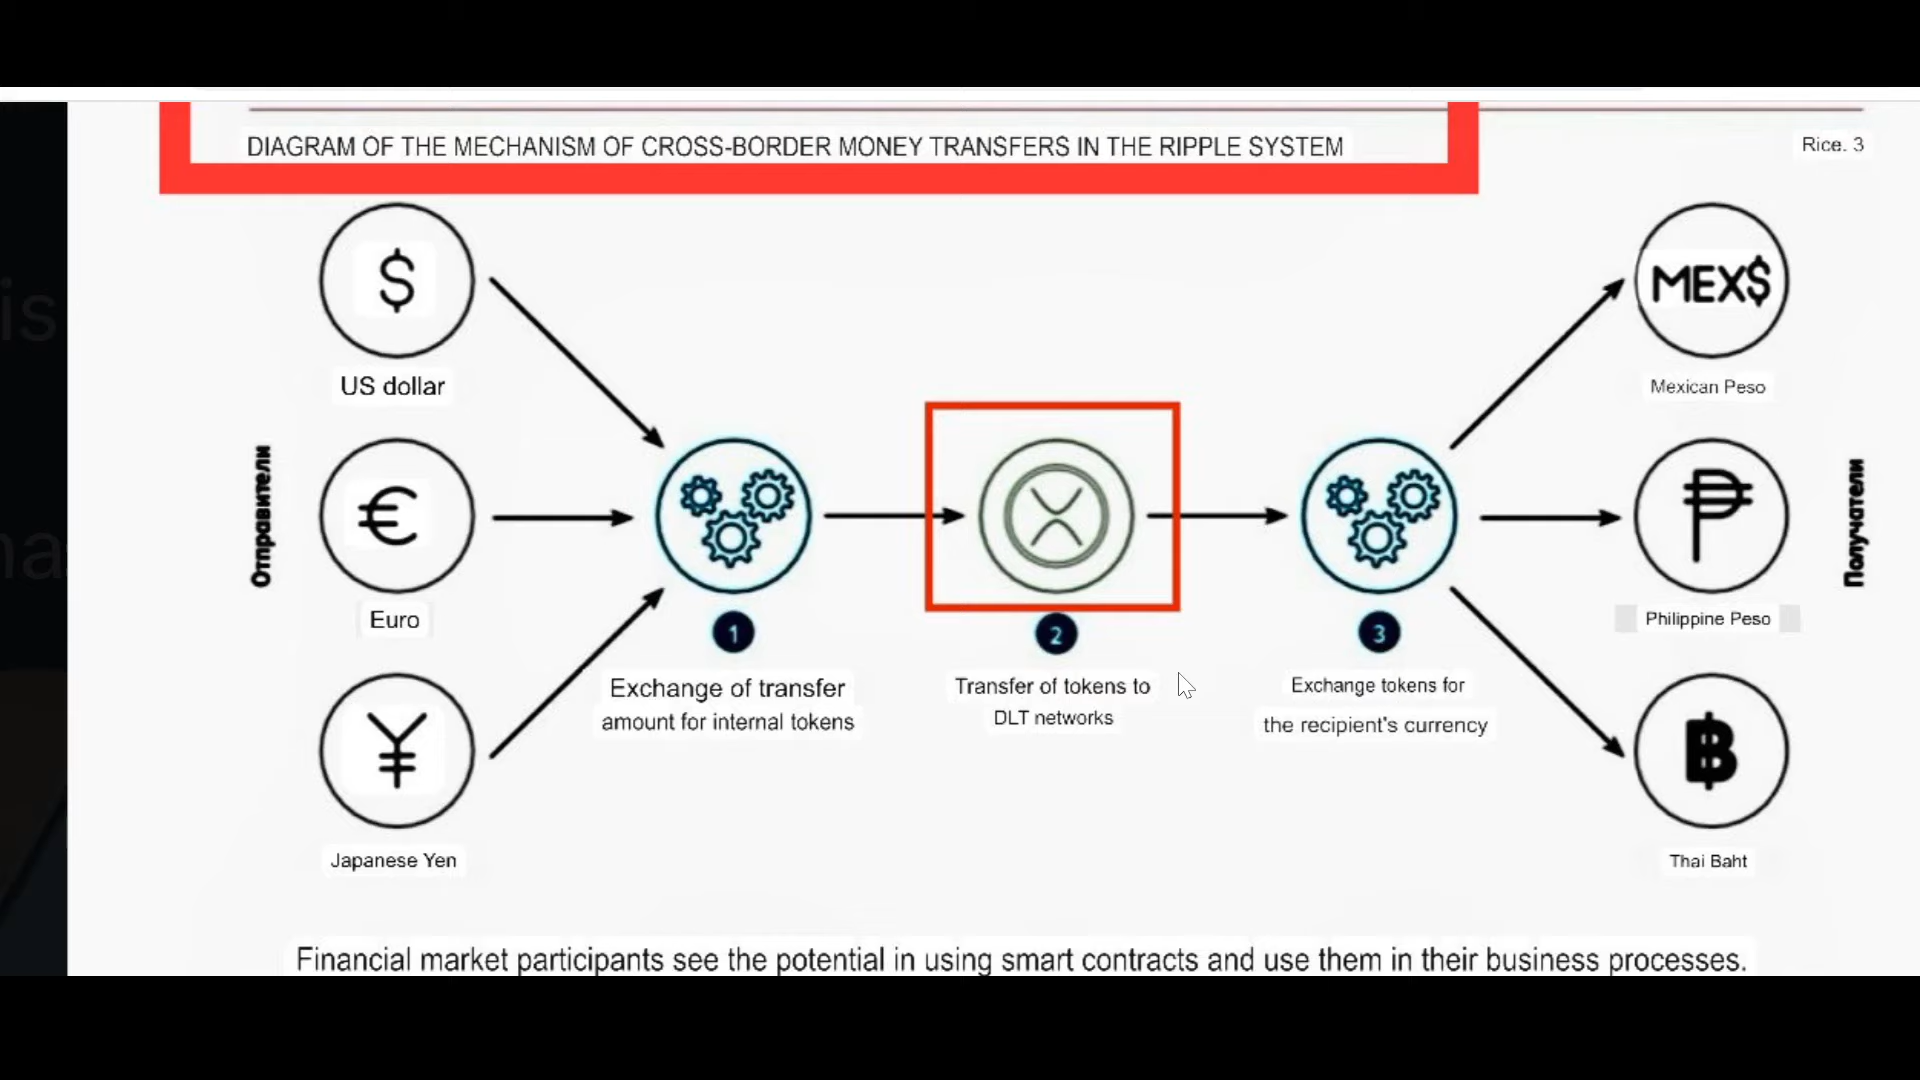 DIAGRAM OF THE MECHANISM OF CROSS-BORDER MONEY TRANSFERS IN THE RIPPLE SYSTEM
Rice. 3
$
MEX$
US dollar
Mexican Peso
Отправители
€
₱
Получатели
Euro
Philippine Peso
1
2
3
Exchange of transfer
amount for internal tokens
Transfer of tokens to
DLT networks
Exchange tokens for
the recipient's currency
¥
฿
Japanese Yen
Thai Baht
Financial market participants see the potential in using smart contracts and use them in their business processes.